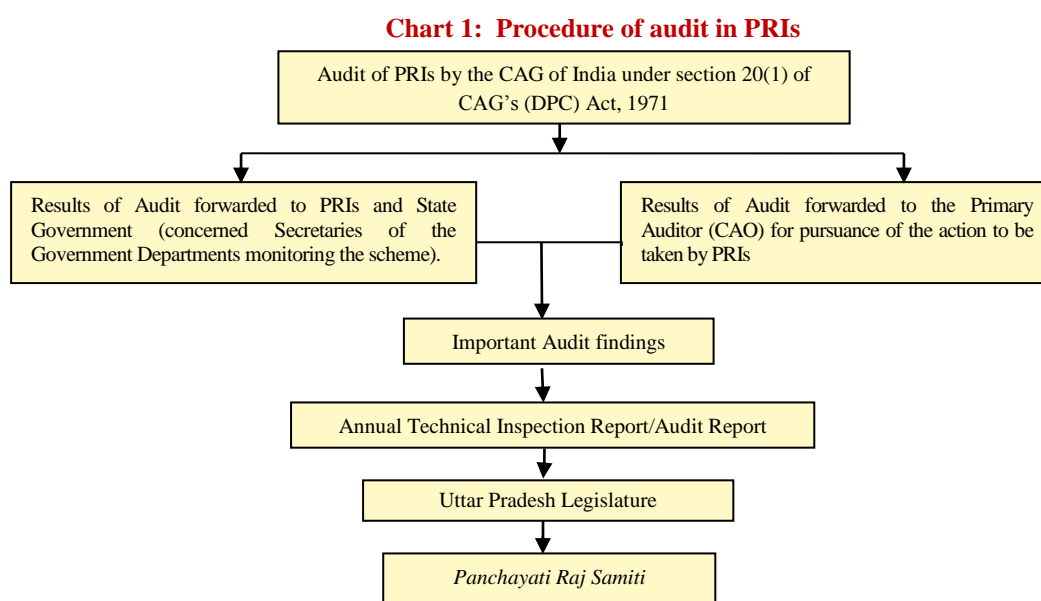 Chart 1: Procedure of audit in PRIs
Audit of PRIs by the CAG of India under section 20(1) of
CAG's (DPC) Act, 1971
Results of Audit forwarded to PRIs and State
Government (concerned Secretaries of the
Government Departments monitoring the scheme).
Results of Audit forwarded to the Primary
Auditor (CAO) for pursuance of the action to be
taken by PRIs
Important Audit findings
Annual Technical Inspection Report/Audit Report
Uttar Pradesh Legislature
Panchayati Raj Samiti